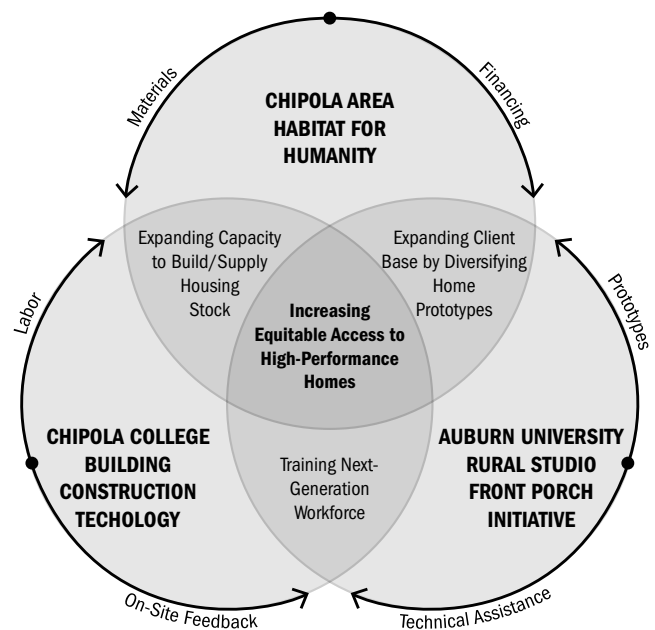 Materials
Financing
CHIPOLA AREA
HABITAT FOR
HUMANITY
Expanding Capacity
to Build/Supply
Housing
Stock
Expanding Client
Base by Diversifying
Home
Prototypes
Increasing
Equitable Access to
High-Performance
Homes
Labor
Prototypes
CHIPOLA COLLEGE
BUILDING
CONSTRUCTION
TECHOLOGY
Training Next-
Generation
Workforce
AUBURN UNIVERSITY
RURAL STUDIO
FRONT PORCH
INITIATIVE
On-Site Feedback
Technical Assistance